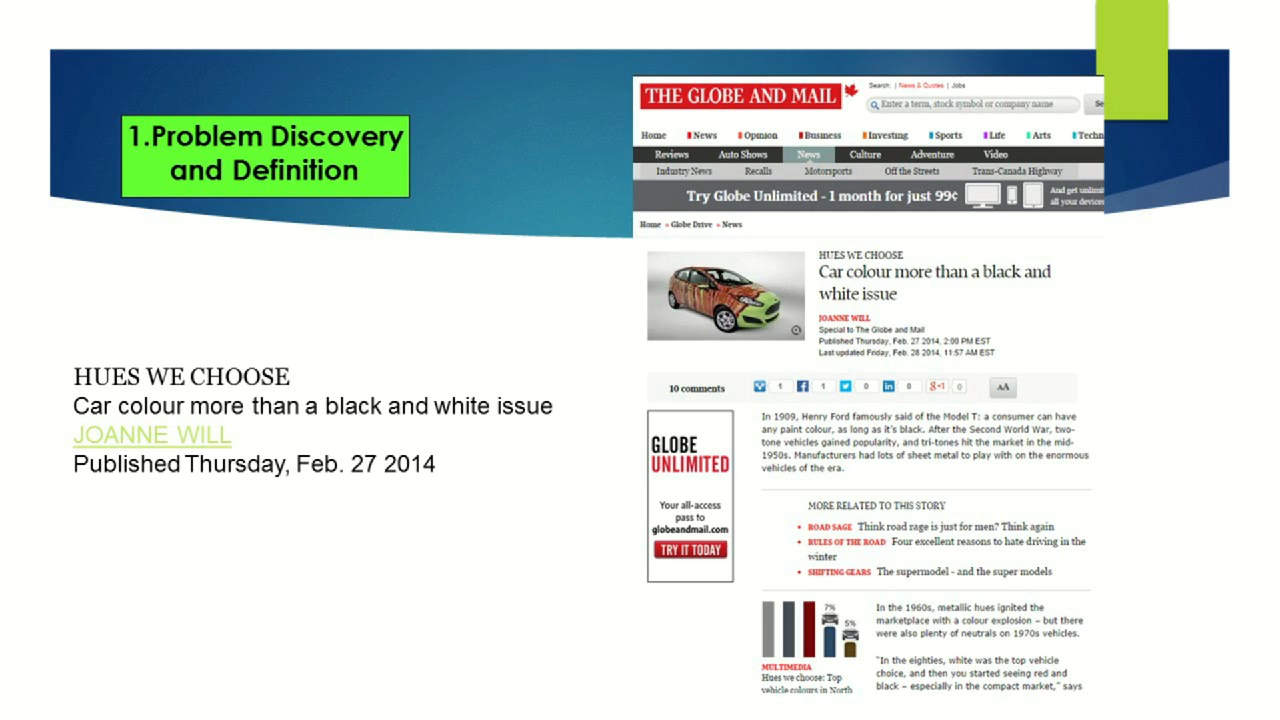 1.Problem Discovery
and Definition
HUES WE CHOOSE
Car colour more than a black and white issue
JOANNE WILL
Published Thursday, Feb. 27 2014
THE GLOBE AND MAIL
Search: | News & Quotes | Jobs
Enter a term, stock symbol or company name
Se
Home News Opinion Business Investing Sports Life Arts Techn
Reviews Auto Shows News Culture Adventure Video
Industry News Recalls Motorsports Off the Streets Trans-Canada Highway
Try Globe Unlimited - 1 month for just 99¢
And get unlimit
all your devices
Home » Globe Drive » News
HUES WE CHOOSE
Car colour more than a black and
white issue
JOANNE WILL
Special to The Globe and Mail
Published Thursday, Feb. 27 2014, 2:00 PM EST
Last updated Friday, Feb. 28 2014, 11:57 AM EST
10 comments 1 1 0 in 8 g+1 0 AA
GLOBE
UNLIMITED
Your all-access
pass to
globeandmail.com
TRY IT TODAY
In 1909, Henry Ford famously said of the Model T: a consumer can have
any paint colour, as long as it's black. After the Second World War, two-
tone vehicles gained popularity, and tri-tones hit the market in the mid-
1950s. Manufacturers had lots of sheet metal to play with on the enormous
vehicles of the era.
MORE RELATED TO THIS STORY
• ROAD SAGE Think road rage is just for men? Think again
• RULES OF THE ROAD Four excellent reasons to hate driving in the
winter
• SHIFTING GEARS The supermodel - and the super models
7%
5%
MULTIMEDIA
Hues we choose: Top
vehicle colours in North
In the 1960s, metallic hues ignited the
marketplace with a colour explosion – but there
were also plenty of neutrals on 1970s vehicles.
"In the eighties, white was the top vehicle
choice, and then you started seeing red and
black – especially in the compact market," says